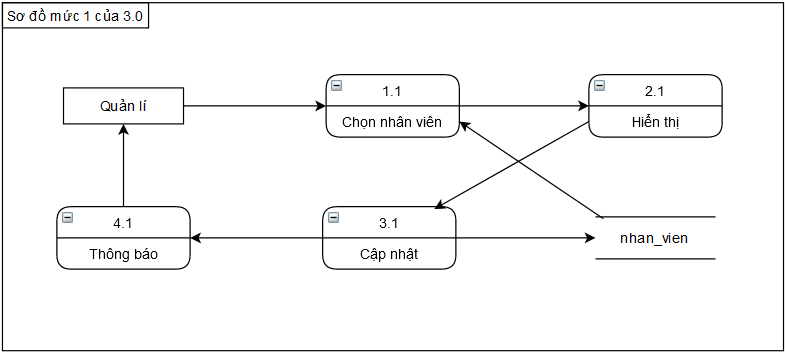 Sơ đồ mức 1 của 3.0
Quản lí
1.1
Chọn nhân viên
2.1
Hiển thị
4.1
Thông báo
3.1
Cập nhật
nhan_vien